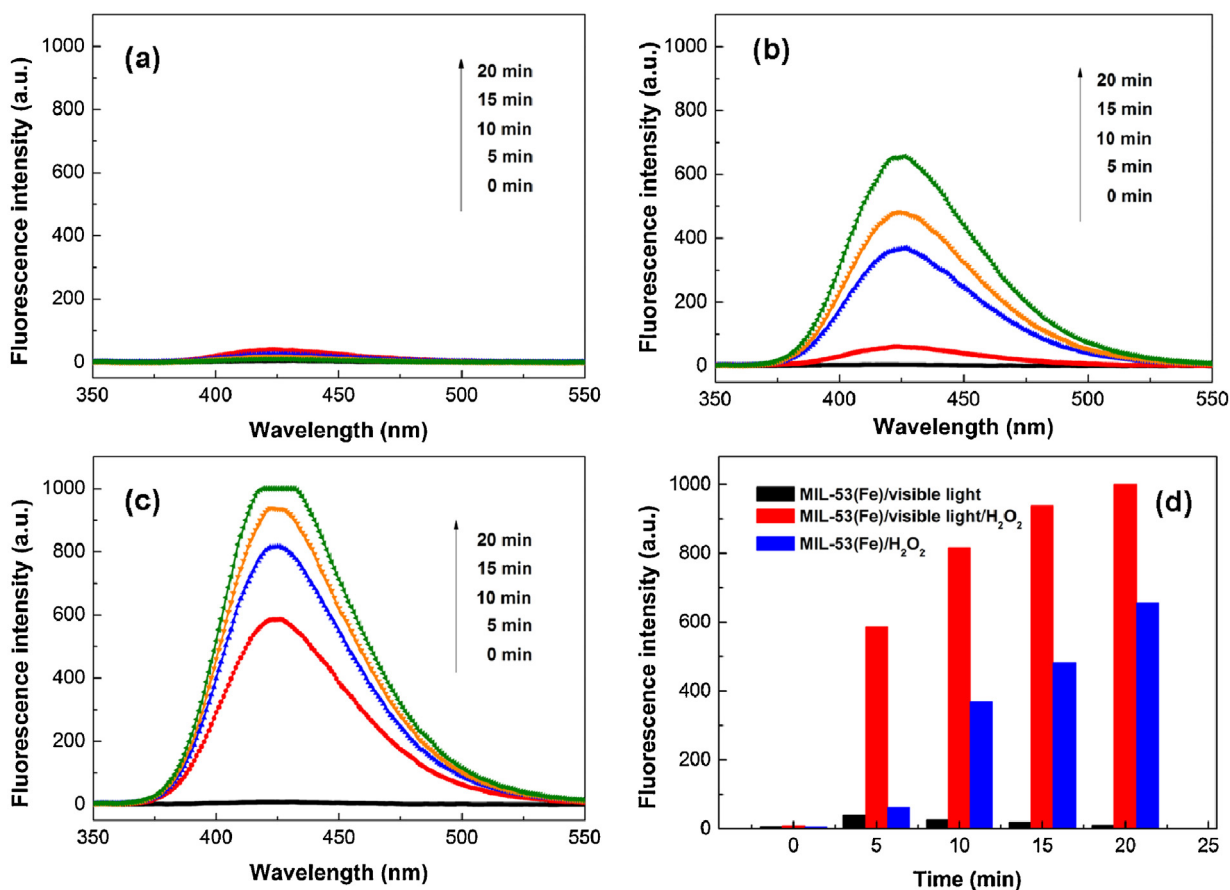 (a)
Fluorescence intensity (a.u.)
1000
800
600
400
200
0
20 min
15 min
10 min
5 min
0 min
350
400
450
500
550
Wavelength (nm)
(b)
Fluorescence intensity (a.u.)
1000
800
600
400
200
0
20 min
15 min
10 min
5 min
0 min
350
400
450
500
550
Wavelength (nm)
(c)
Fluorescence intensity (a.u.)
1000
800
600
400
200
0
20 min
15 min
10 min
5 min
0 min
350
400
450
500
550
Wavelength (nm)
(d)
Fluorescence intensity (a.u.)
1000
800
600
400
200
0
MIL-53(Fe)/visible light
MIL-53(Fe)/visible light/H₂O₂
MIL-53(Fe)/H₂O₂
0
5
10
15
20
25
Time (min)